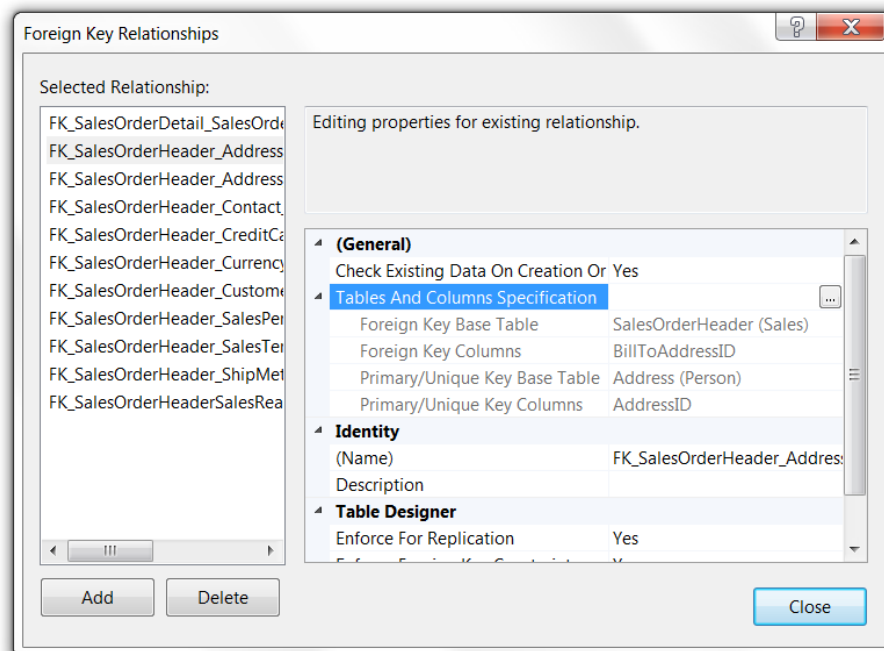 Foreign Key Relationships
Selected Relationship:
FK_SalesOrderDetail_SalesOrde
FK_SalesOrderHeader_Address
FK_SalesOrderHeader_Address
FK_SalesOrderHeader_Contact_
FK_SalesOrderHeader_CreditCa
FK_SalesOrderHeader_Currency
FK_SalesOrderHeader_Custome
FK_SalesOrderHeader_SalesPer
FK_SalesOrderHeader_SalesTer
FK_SalesOrderHeader_ShipMet
FK_SalesOrderHeaderSalesRea
Add Delete
Editing properties for existing relationship.
(General)
Check Existing Data On Creation Or Yes
Tables And Columns Specification ...
Foreign Key Base Table SalesOrderHeader (Sales)
Foreign Key Columns BillToAddressID
Primary/Unique Key Base Table Address (Person)
Primary/Unique Key Columns AddressID
Identity
(Name) FK_SalesOrderHeader_Address
Description
Table Designer
Enforce For Replication Yes
Close